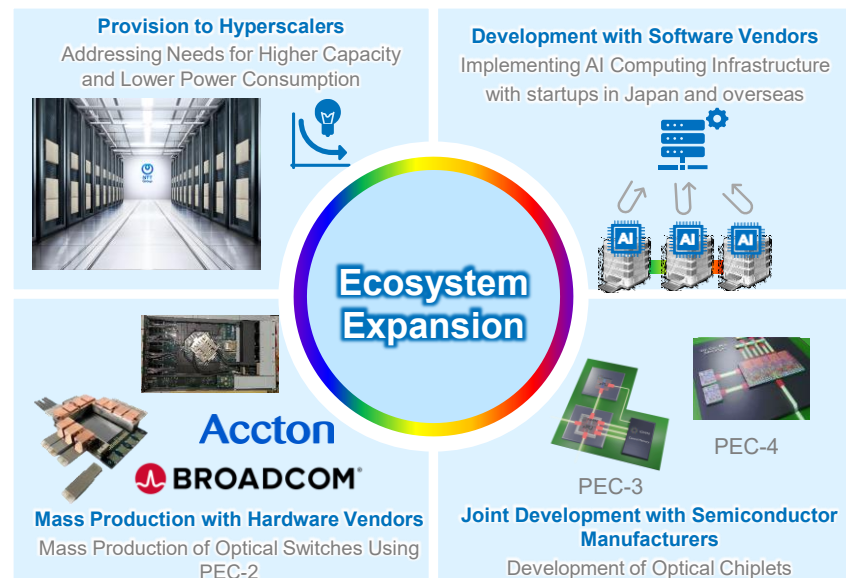 Provision to Hyperscalers
Addressing Needs for Higher Capacity
and Lower Power Consumption
NTT
Group
Development with Software Vendors
Implementing AI Computing Infrastructure
with startups in Japan and overseas
AI
AI
AI
Ecosystem
Expansion
Accton
BROADCOM®
Mass Production with Hardware Vendors
Mass Production of Optical Switches Using
PEC-2
PEC-4
PEC-3
Joint Development with Semiconductor
Manufacturers
Development of Optical Chiplets